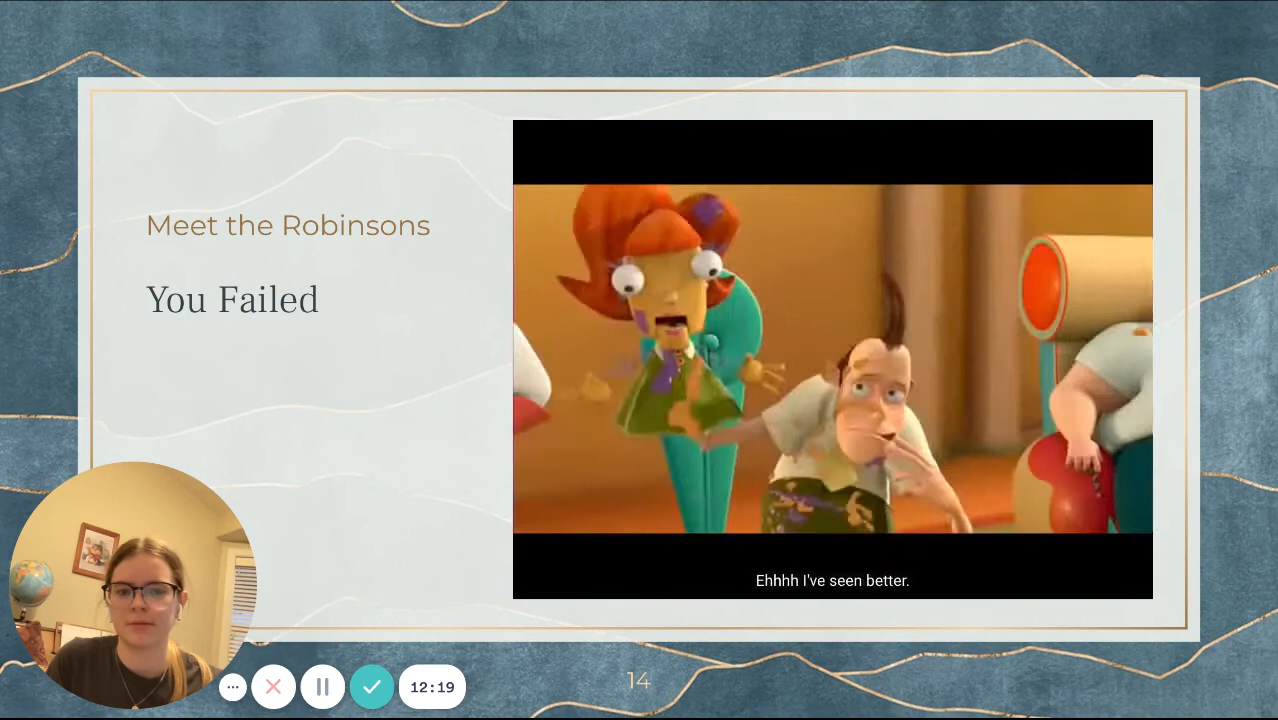 Meet the Robinsons
You Failed
Ehhhh I've seen better.
12:19
14